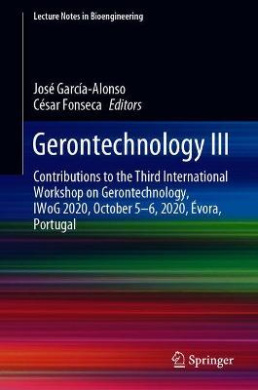 Lecture Notes in Bioengineering
José García-Alonso
César Fonseca Editors
Gerontechnology III
Contributions to the Third International
Workshop on Gerontechnology,
IWoG 2020, October 5–6, 2020, Évora,
Portugal
Springer